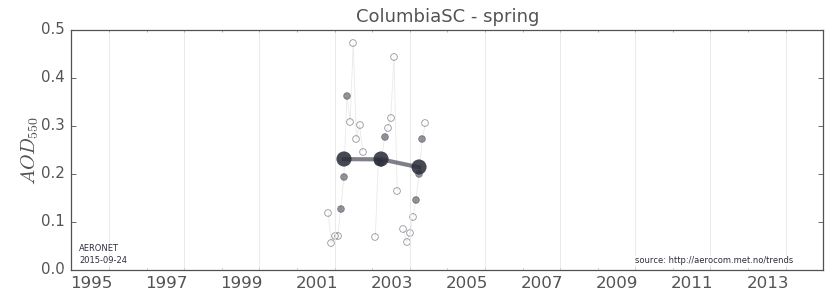 ColumbiaSC - spring
0.5
0.4
0.3
0.2
0.1
0.0
AOD550
AERONET
2015-09-24
source: http://aerocom.met.no/trends
1995 1997 1999 2001 2002 2003 2005 2007 2009 2011 2013